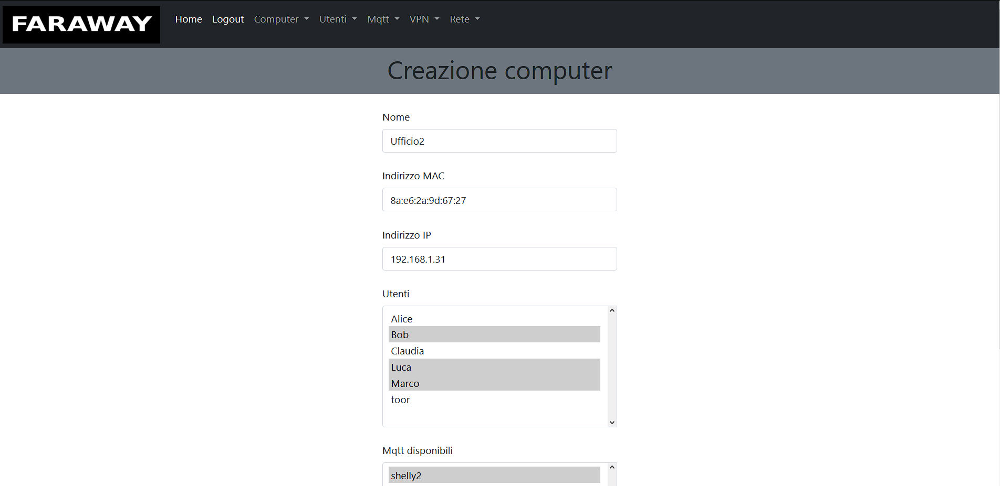 FARAWAY Home Logout Computer Utenti Mqtt VPN Rete
Creazione computer
Nome
Ufficio2
Indirizzo MAC
8a:e6:2a:9d:67:27
Indirizzo IP
192.168.1.31
Utenti
Alice
Bob
Claudia
Luca
Marco
toor
Mqtt disponibili
shelly2